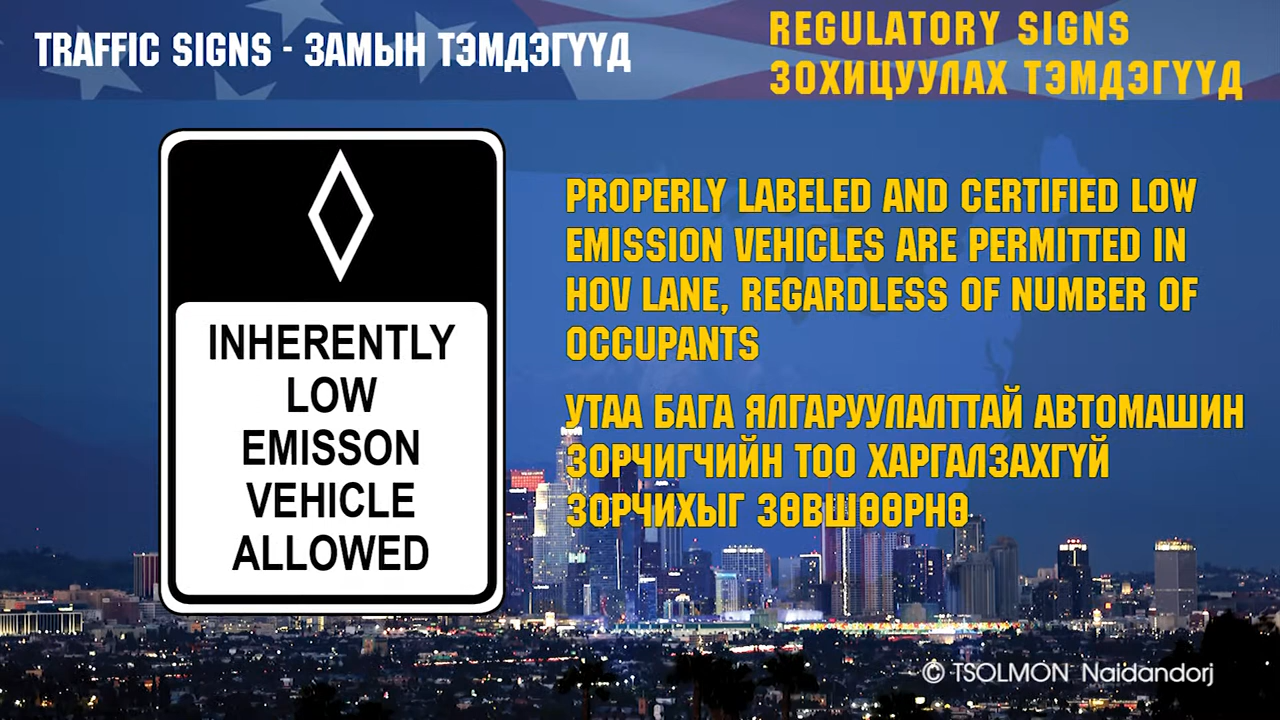 TRAFFIC SIGNS - ЗАМЫН ТЭМДЭГҮҮД
REGULATORY SIGNS
ЗОХИЦУУЛАХ ТЭМДЭГҮҮД
INHERENTLY
LOW
EMISSON
VEHICLE
ALLOWED
PROPERLY LABELED AND CERTIFIED LOW
EMISSION VEHICLES ARE PERMITTED IN
HOV LANE, REGARDLESS OF NUMBER OF
OCCUPANTS
УТАА БАГА ЯЛГАРУУЛАЛТТАЙ АВТОМАШИН
ЗОРЧИГЧИЙН ТОО ХАРГАЛЗАХГҮЙ
ЗОРЧИХЫГ ЗӨВШӨӨРНӨ
© TSOLMON Naidandorj